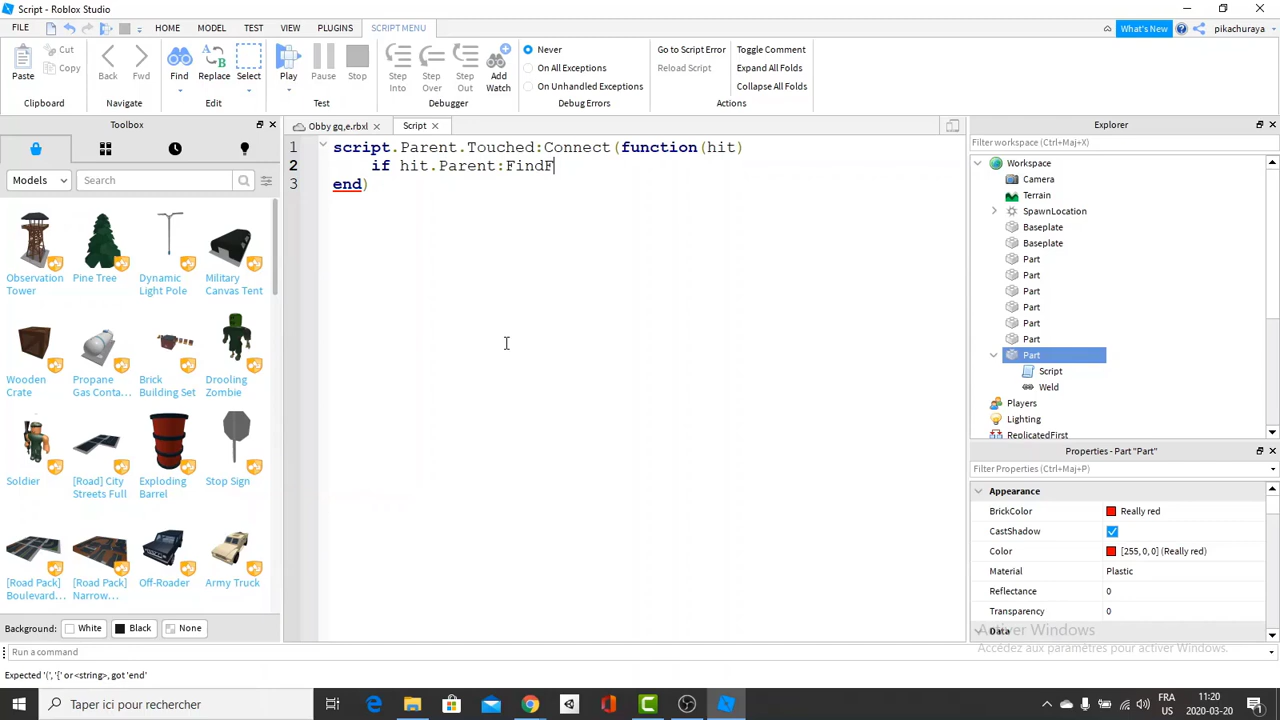 Script - Roblox Studio
FILE HOME MODEL TEST VIEW PLUGINS SCRIPT MENU What's New pikachuraya
Paste Cut Copy Back Fwd Find Replace Select Play Pause Stop Step Into Step Over Step Out Add Watch
Never
On All Exceptions
On Unhandled Exceptions
Go to Script Error Toggle Comment
Reload Script Expand All Folds
Collapse All Folds
Clipboard Navigate Edit Test Debugger Debug Errors Actions
Toolbox
Models Search
Observation Tower
Pine Tree
Dynamic Light Pole
Military Canvas Tent
Wooden Crate
Propane Gas Conta...
Brick Building Set
Drooling Zombie
Soldier
[Road] City Streets Full
Exploding Barrel
Stop Sign
[Road Pack] Boulevard...
[Road Pack] Narrow...
Off-Roader
Army Truck
Background: White Black None
Obby gq,e.rbxl Script
1 script.Parent.Touched:Connect(function(hit)
2 if hit.Parent:FindF
3 end)
Explorer
Filter workspace (Ctrl+Maj+X)
Workspace
Camera
Terrain
SpawnLocation
Baseplate
Baseplate
Part
Part
Part
Part
Part
Part
Part
Script
Weld
Players
Lighting
ReplicatedFirst
Properties - Part "Part"
Filter Properties (Ctrl+Maj+P)
Appearance
BrickColor Really red
CastShadow
Color [255, 0, 0] (Really red)
Material Plastic
Reflectance 0
Transparency 0
Data
Activer Windows
Accédez aux paramètres pour activer Windows.
Run a command
Expected '(', '{' or <string>, got 'end'
Taper ici pour rechercher
FRA
US
11:20
2020-03-20